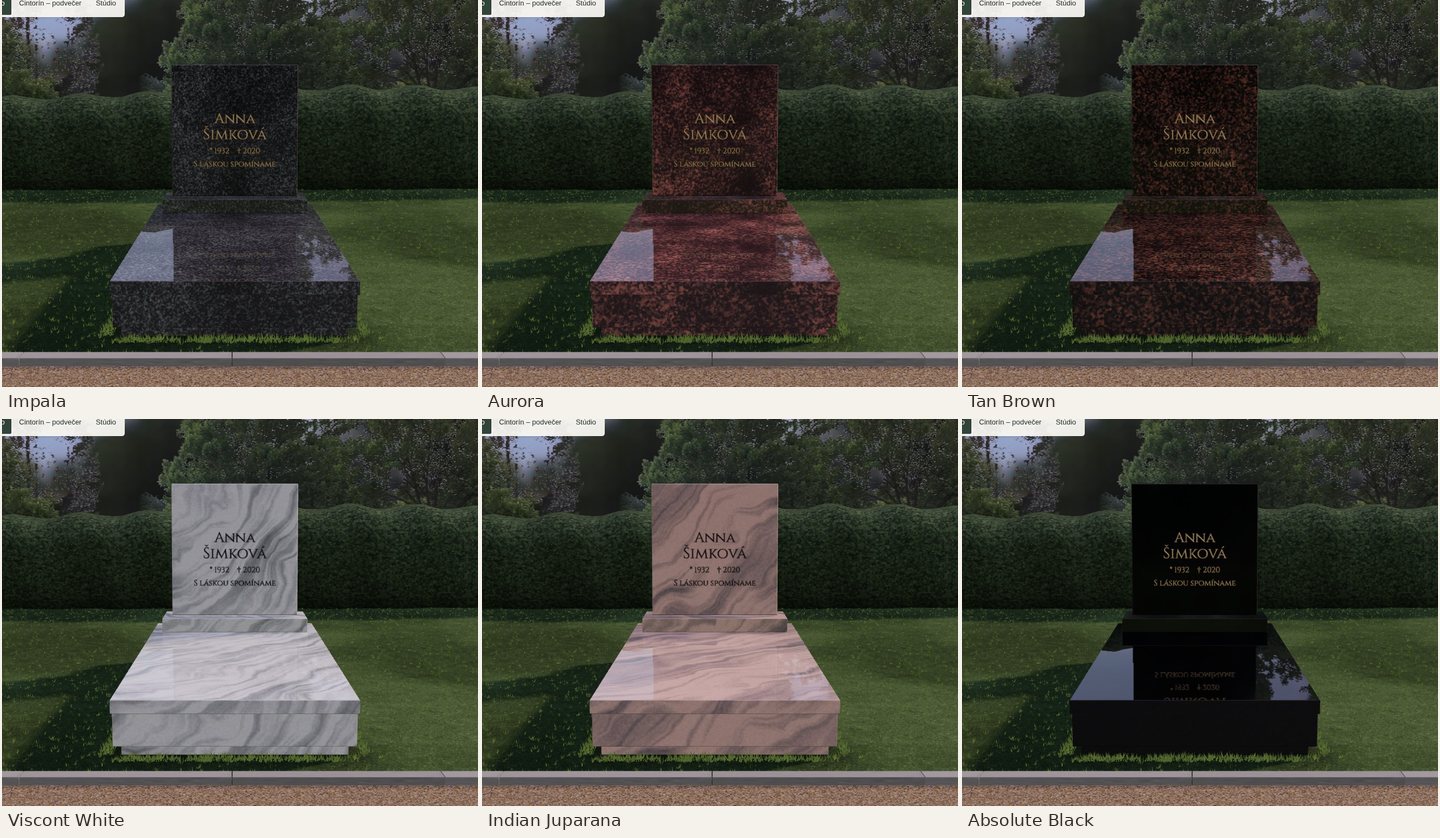 Cintorín – podvečer Štúdio
Cintorín – podvečer Štúdio
Cintorín – podvečer Štúdio
ANNA
ŠIMKOVÁ
* 1932 † 2020
S LÁSKOU SPOMÍNAME
ANNA
ŠIMKOVÁ
* 1932 † 2020
S LÁSKOU SPOMÍNAME
ANNA
ŠIMKOVÁ
* 1932 † 2020
S LÁSKOU SPOMÍNAME
Impala
Aurora
Tan Brown
Cintorín – podvečer Štúdio
Cintorín – podvečer Štúdio
Cintorín – podvečer Štúdio
ANNA
ŠIMKOVÁ
* 1932 † 2020
S LÁSKOU SPOMÍNAME
ANNA
ŠIMKOVÁ
* 1932 † 2020
S LÁSKOU SPOMÍNAME
ANNA
ŠIMKOVÁ
* 1932 † 2020
S LÁSKOU SPOMÍNAME
Viscont White
Indian Juparana
Absolute Black